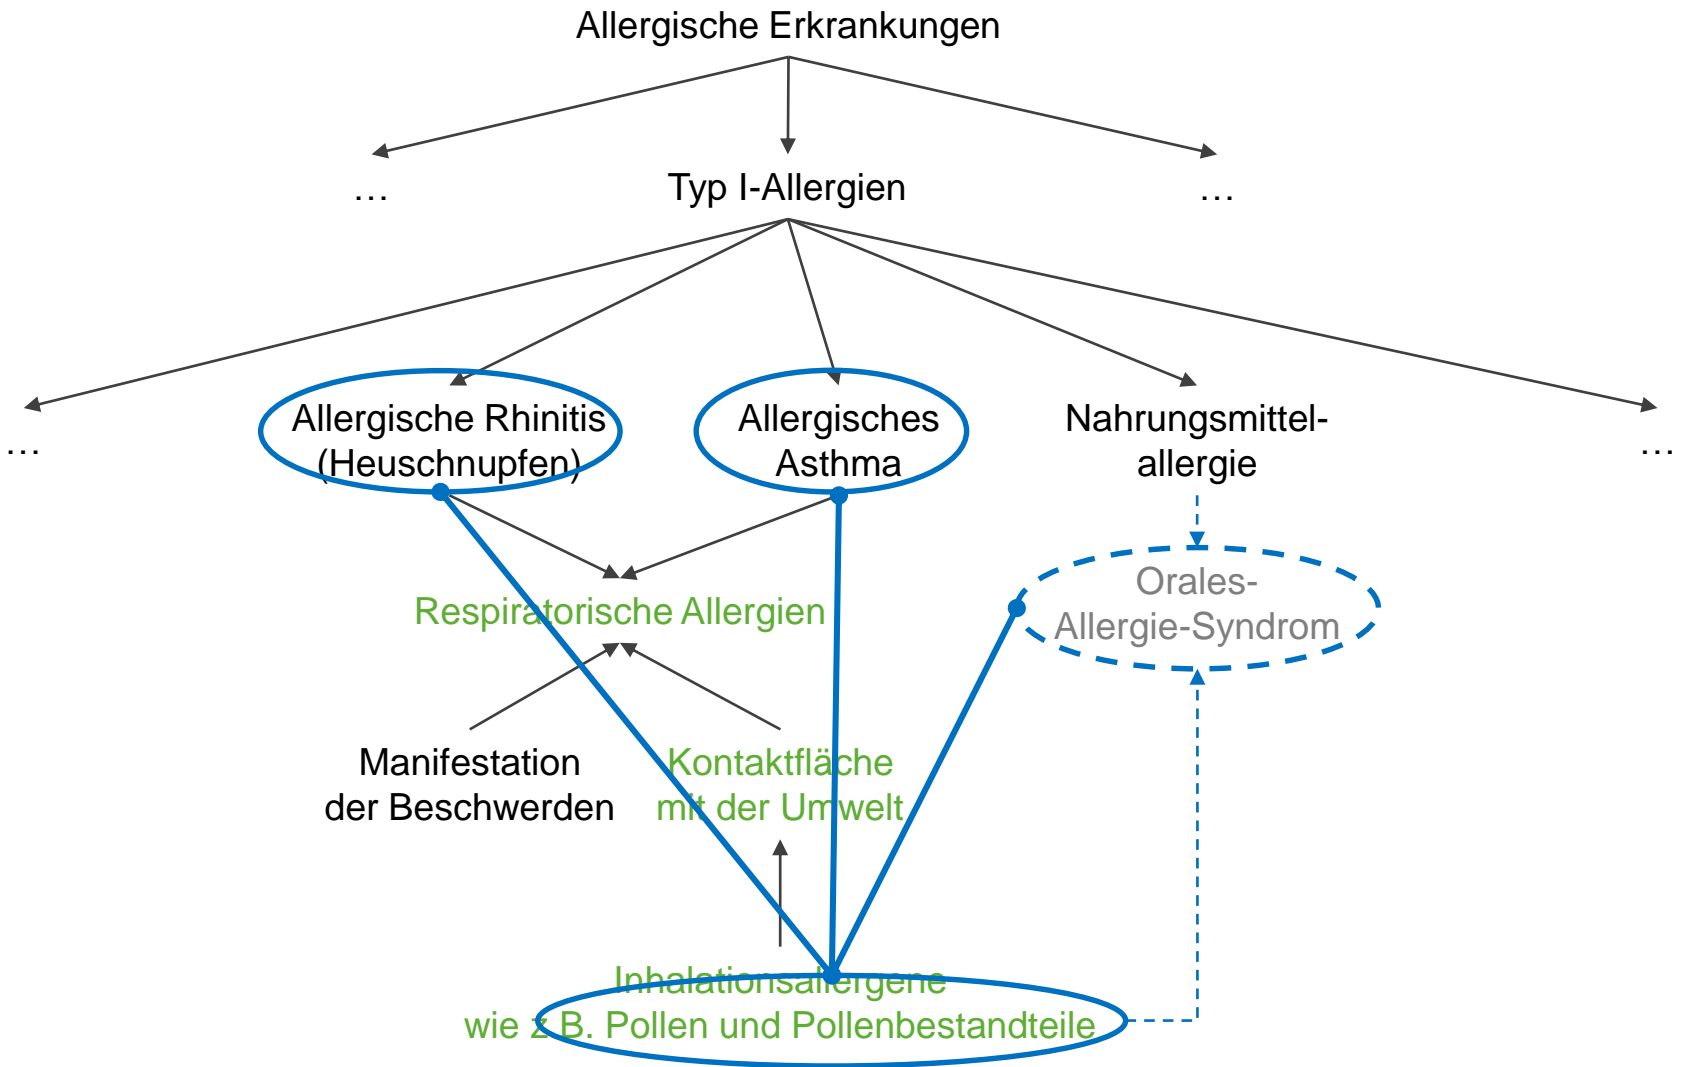 Allergische Erkrankungen
…
Typ I-Allergien
…
…
Allergische Rhinitis
(Heuschnupfen)
Allergisches
Asthma
Nahrungsmittel-
allergie
…
Respiratorische Allergien
Orales-
Allergie-Syndrom
Manifestation
der Beschwerden
Kontaktfläche
mit der Umwelt
Inhalationsallergene
wie z.B. Pollen und Pollenbestandteile